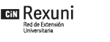 CiN Rexuni
Red de Extensión
Universitaria